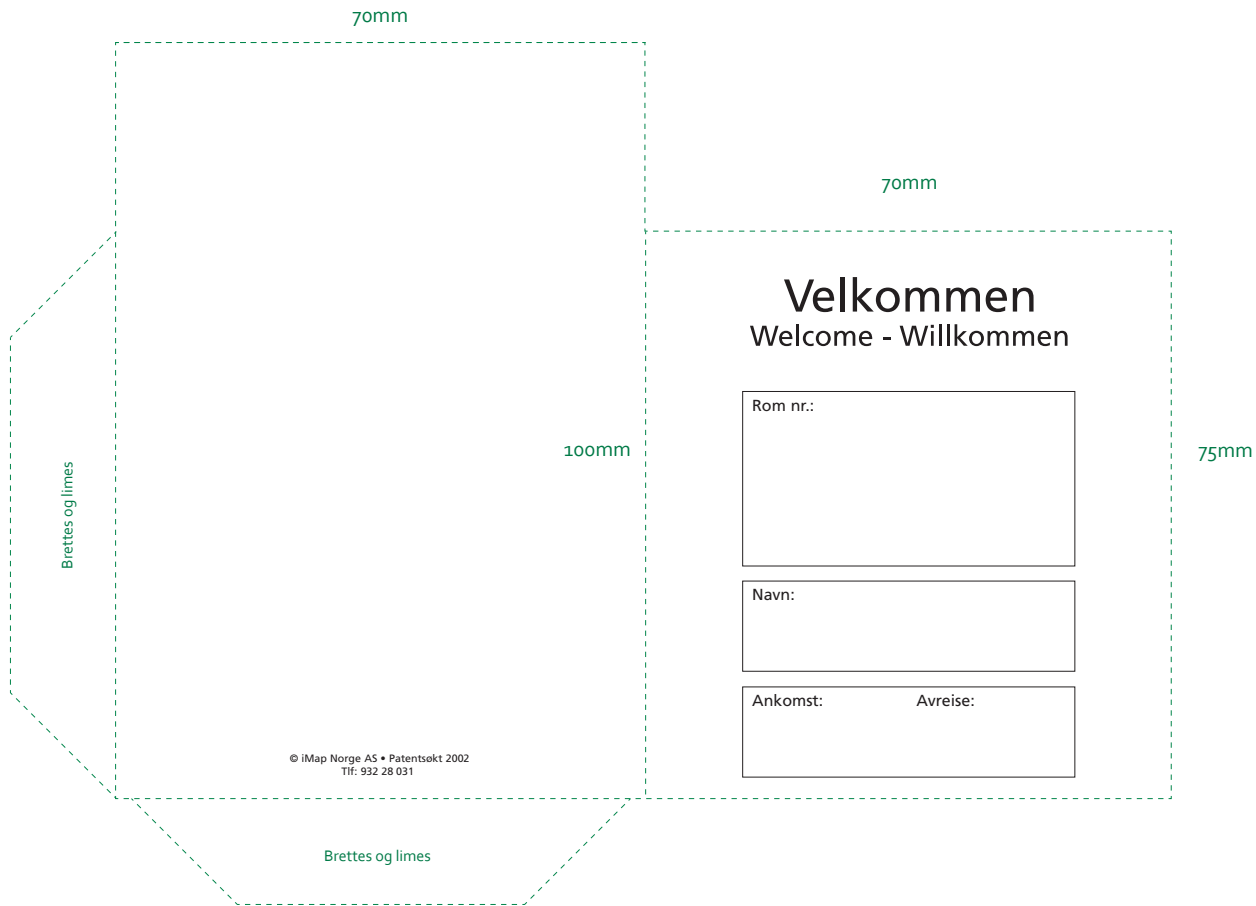 70mm
70mm
Velkommen
Welcome - Willkommen
Rom nr.:
100mm
75mm
Brettes og limes
Navn:
Ankomst: Avreise:
© iMap Norge AS • Patentsøkt 2002
Tlf: 932 28 031
Brettes og limes